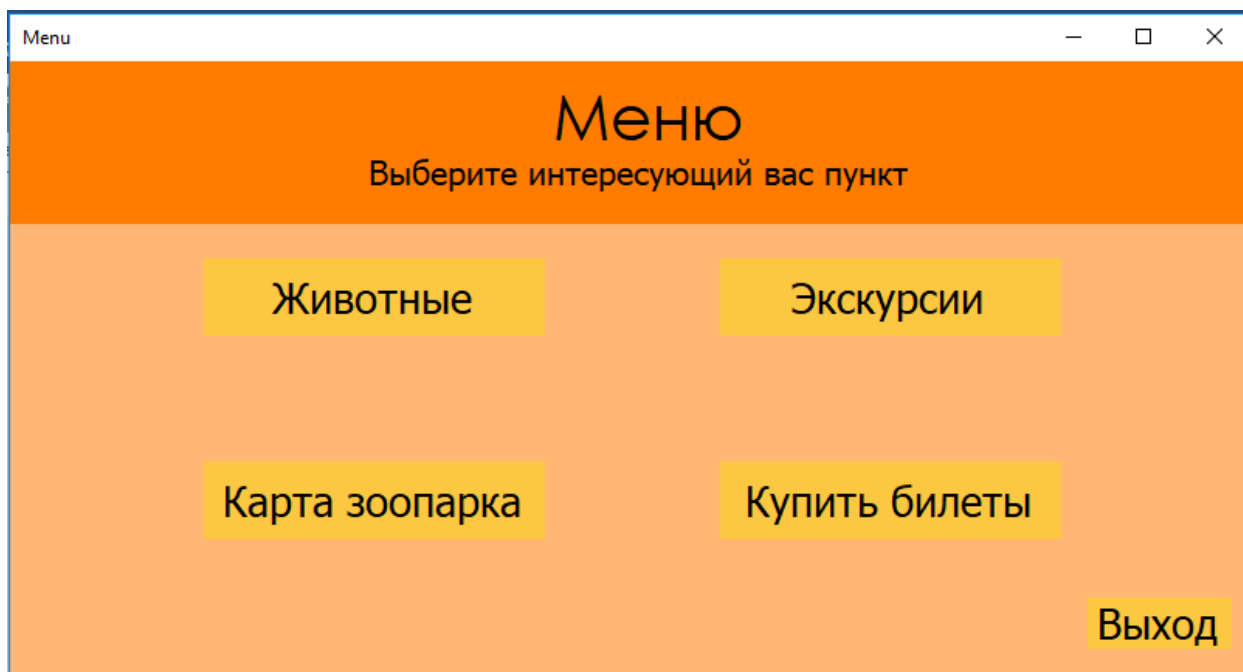 Menu
Меню
Выберите интересующий вас пункт
Животные
Экскурсии
Карта зоопарка
Купить билеты
Выход